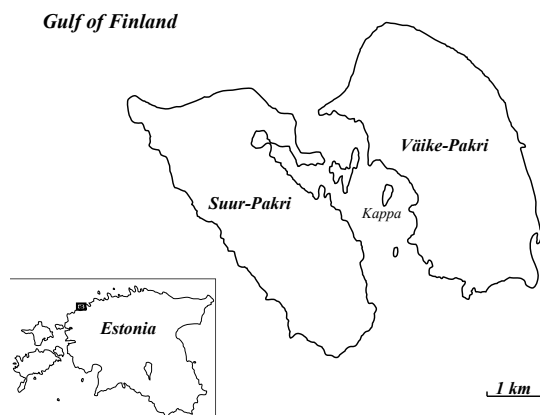 Gulf of Finland
Väike-Pakri
Suur-Pakri
Kappa
Estonia
1 km